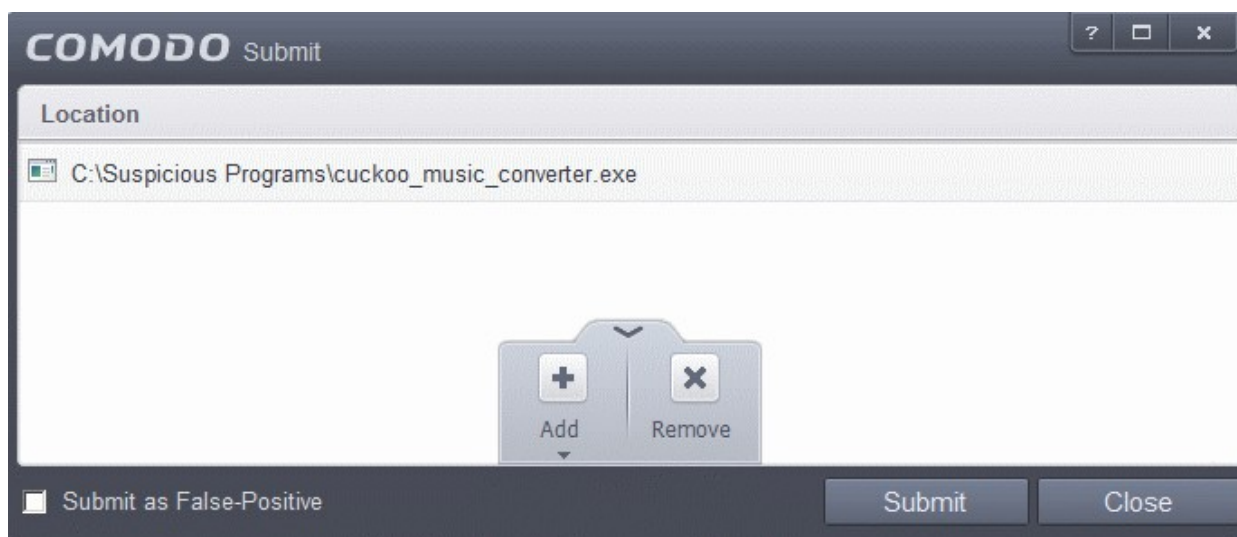 COMODO Submit
?
Location
C:\Suspicious Programs\cuckoo_music_converter.exe
Add Remove
Submit as False-Positive Submit Close